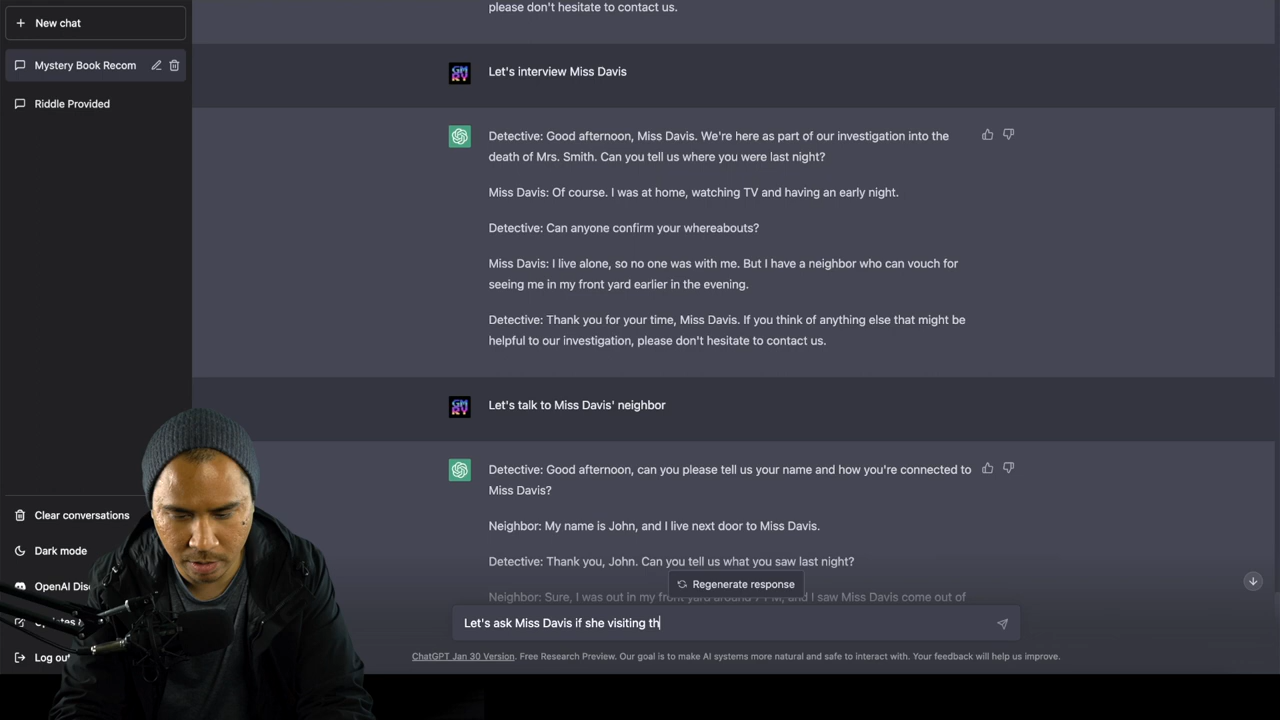 please don't hesitate to contact us.
New chat
Let's interview Miss Davis
Mystery Book Recom
Riddle Provided
Detective: Good afternoon, Miss Davis. We're here as part of our investigation into the
death of Mrs. Smith. Can you tell us where you were last night?
Miss Davis: Of course. I was at home, watching TV and having an early night.
Detective: Can anyone confirm your whereabouts?
Miss Davis: I live alone, so no one was with me. But I have a neighbor who can vouch for
seeing me in my front yard earlier in the evening.
Detective: Thank you for your time, Miss Davis. If you think of anything else that might be
helpful to our investigation, please don't hesitate to contact us.
Let's talk to Miss Davis' neighbor
Detective: Good afternoon, can you please tell us your name and how you're connected to
Miss Davis?
Neighbor: My name is John, and I live next door to Miss Davis.
Detective: Thank you, John. Can you tell us what you saw last night?
Neighbor: Sure, I was out in my front yard around 7 PM, and I saw Miss Davis come out of
Regenerate response
Let's ask Miss Davis if she visiting th
ChatGPT Jan 30 Version. Free Research Preview. Our goal is to make AI systems more natural and safe to interact with. Your feedback will help us improve.
Clear conversations
Dark mode
OpenAI Disc
Log out